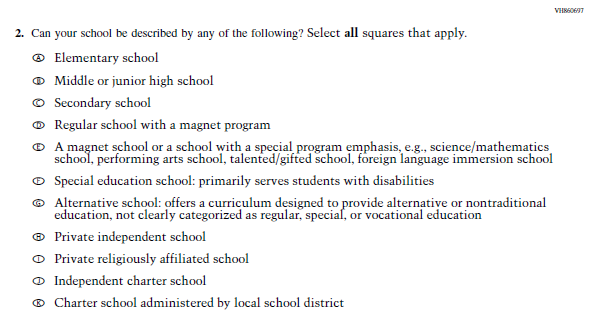 VH860697
2. Can your school be described by any of the following? Select all squares that apply.
A Elementary school
B Middle or junior high school
C Secondary school
D Regular school with a magnet program
E A magnet school or a school with a special program emphasis, e.g., science/mathematics
school, performing arts school, talented/gifted school, foreign language immersion school
F Special education school: primarily serves students with disabilities
G Alternative school: offers a curriculum designed to provide alternative or nontraditional
education, not clearly categorized as regular, special, or vocational education
H Private independent school
I Private religiously affiliated school
J Independent charter school
K Charter school administered by local school district